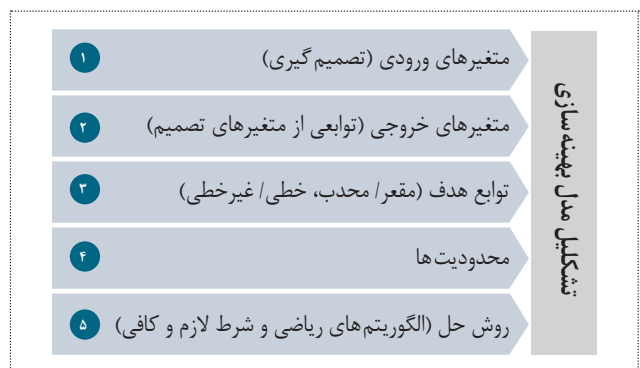 تشکلیل مدل بهینه‌سازی
متغیرهای ورودی (تصمیم‌گیری) ۱
متغیرهای خروجی (توابعی از متغیرهای تصمیم) ۲
توابع هدف (مقعر/ محدب، خطی/ غیرخطی) ۳
محدودیت‌ها ۴
روش حل (الگوریتم‌های ریاضی و شرط لازم و کافی) ۵